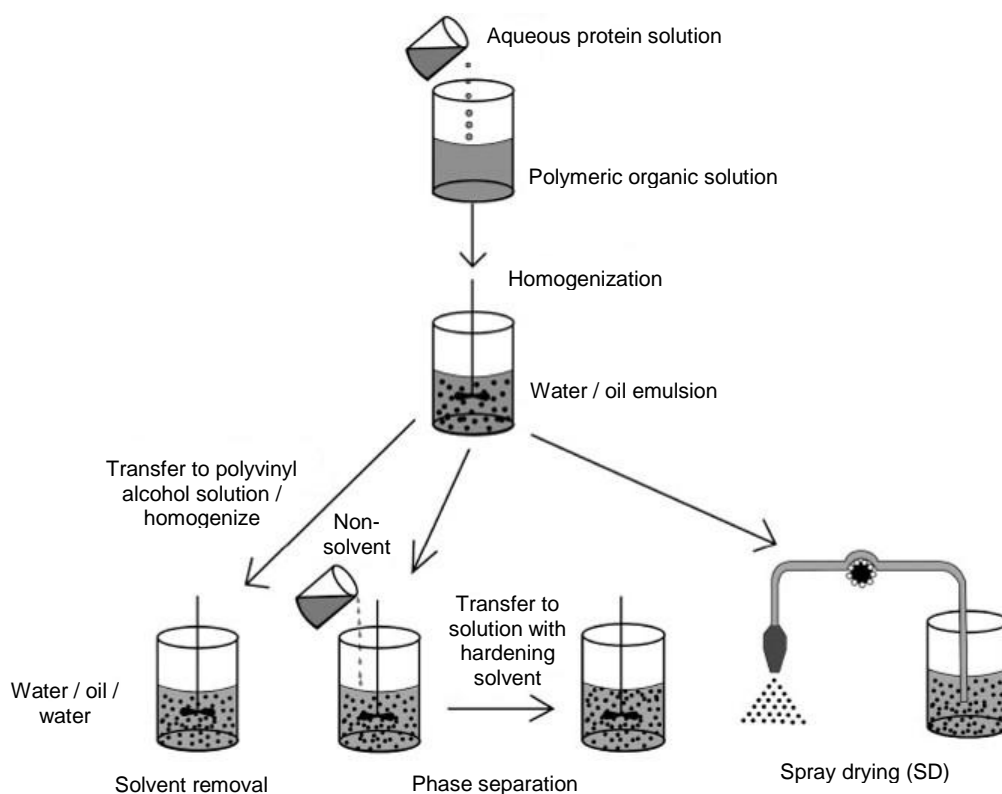 Aqueous protein solution
Polymeric organic solution
Homogenization
Water / oil emulsion
Transfer to polyvinyl
alcohol solution /
homogenize
Non-
solvent
Transfer to
solution with
hardening
solvent
Water / oil /
water
Solvent removal
Phase separation
Spray drying (SD)